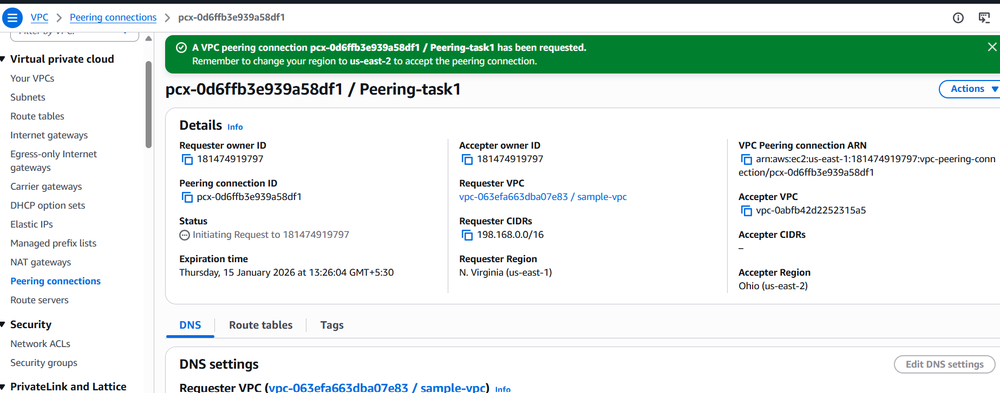 VPC > Peering connections > pcx-0d6ffb3e939a58df1
Filter by VPC:
Virtual private cloud
Your VPCs
Subnets
Route tables
Internet gateways
Egress-only Internet
gateways
Carrier gateways
DHCP option sets
Elastic IPs
Managed prefix lists
NAT gateways
Peering connections
Route servers
Security
Network ACLs
Security groups
PrivateLink and Lattice
A VPC peering connection pcx-0d6ffb3e939a58df1 / Peering-task1 has been requested.
Remember to change your region to us-east-2 to accept the peering connection.
pcx-0d6ffb3e939a58df1 / Peering-task1
Actions
Details Info
Requester owner ID
181474919797
Peering connection ID
pcx-0d6ffb3e939a58df1
Status
Initiating Request to 181474919797
Expiration time
Thursday, 15 January 2026 at 13:26:04 GMT+5:30
Accepter owner ID
181474919797
Requester VPC
vpc-063efa663dba07e83 / sample-vpc
Requester CIDRs
198.168.0.0/16
Requester Region
N. Virginia (us-east-1)
VPC Peering connection ARN
arn:aws:ec2:us-east-1:181474919797:vpc-peering-conn
ection/pcx-0d6ffb3e939a58df1
Accepter VPC
vpc-0abfb42d2252315a5
Accepter CIDRs
–
Accepter Region
Ohio (us-east-2)
DNS
Route tables
Tags
DNS settings
Edit DNS settings
Requester VPC (vpc-063efa663dba07e83 / sample-vpc) Info